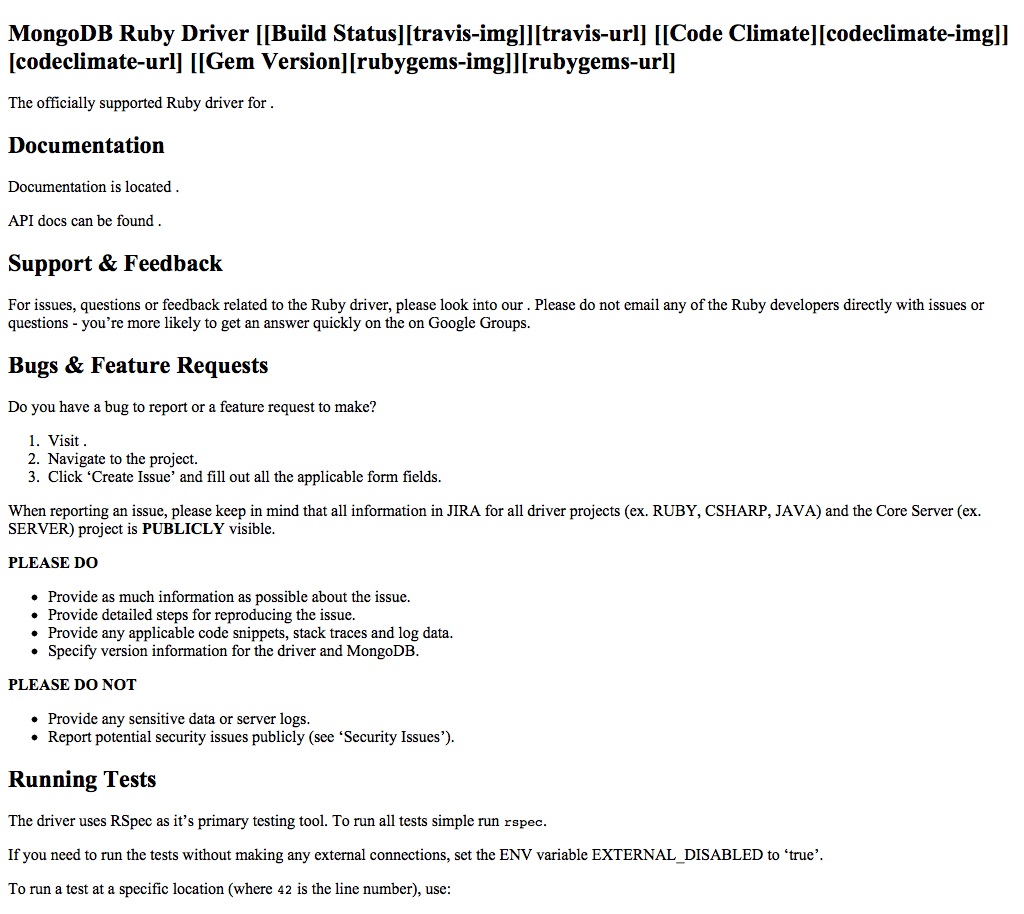 MongoDB Ruby Driver [[Build Status][travis-img]][travis-url] [[Code Climate][codeclimate-img]]
[codeclimate-url] [[Gem Version][rubygems-img]][rubygems-url]
The officially supported Ruby driver for .
Documentation
Documentation is located .
API docs can be found .
Support & Feedback
For issues, questions or feedback related to the Ruby driver, please look into our . Please do not email any of the Ruby developers directly with issues or
questions - you’re more likely to get an answer quickly on the on Google Groups.
Bugs & Feature Requests
Do you have a bug to report or a feature request to make?
1. Visit .
2. Navigate to the project.
3. Click ‘Create Issue’ and fill out all the applicable form fields.
When reporting an issue, please keep in mind that all information in JIRA for all driver projects (ex. RUBY, CSHARP, JAVA) and the Core Server (ex.
SERVER) project is PUBLICLY visible.
PLEASE DO
• Provide as much information as possible about the issue.
• Provide detailed steps for reproducing the issue.
• Provide any applicable code snippets, stack traces and log data.
• Specify version information for the driver and MongoDB.
PLEASE DO NOT
• Provide any sensitive data or server logs.
• Report potential security issues publicly (see ‘Security Issues’).
Running Tests
The driver uses RSpec as it’s primary testing tool. To run all tests simple run rspec.
If you need to run the tests without making any external connections, set the ENV variable EXTERNAL_DISABLED to ‘true’.
To run a test at a specific location (where 42 is the line number), use: